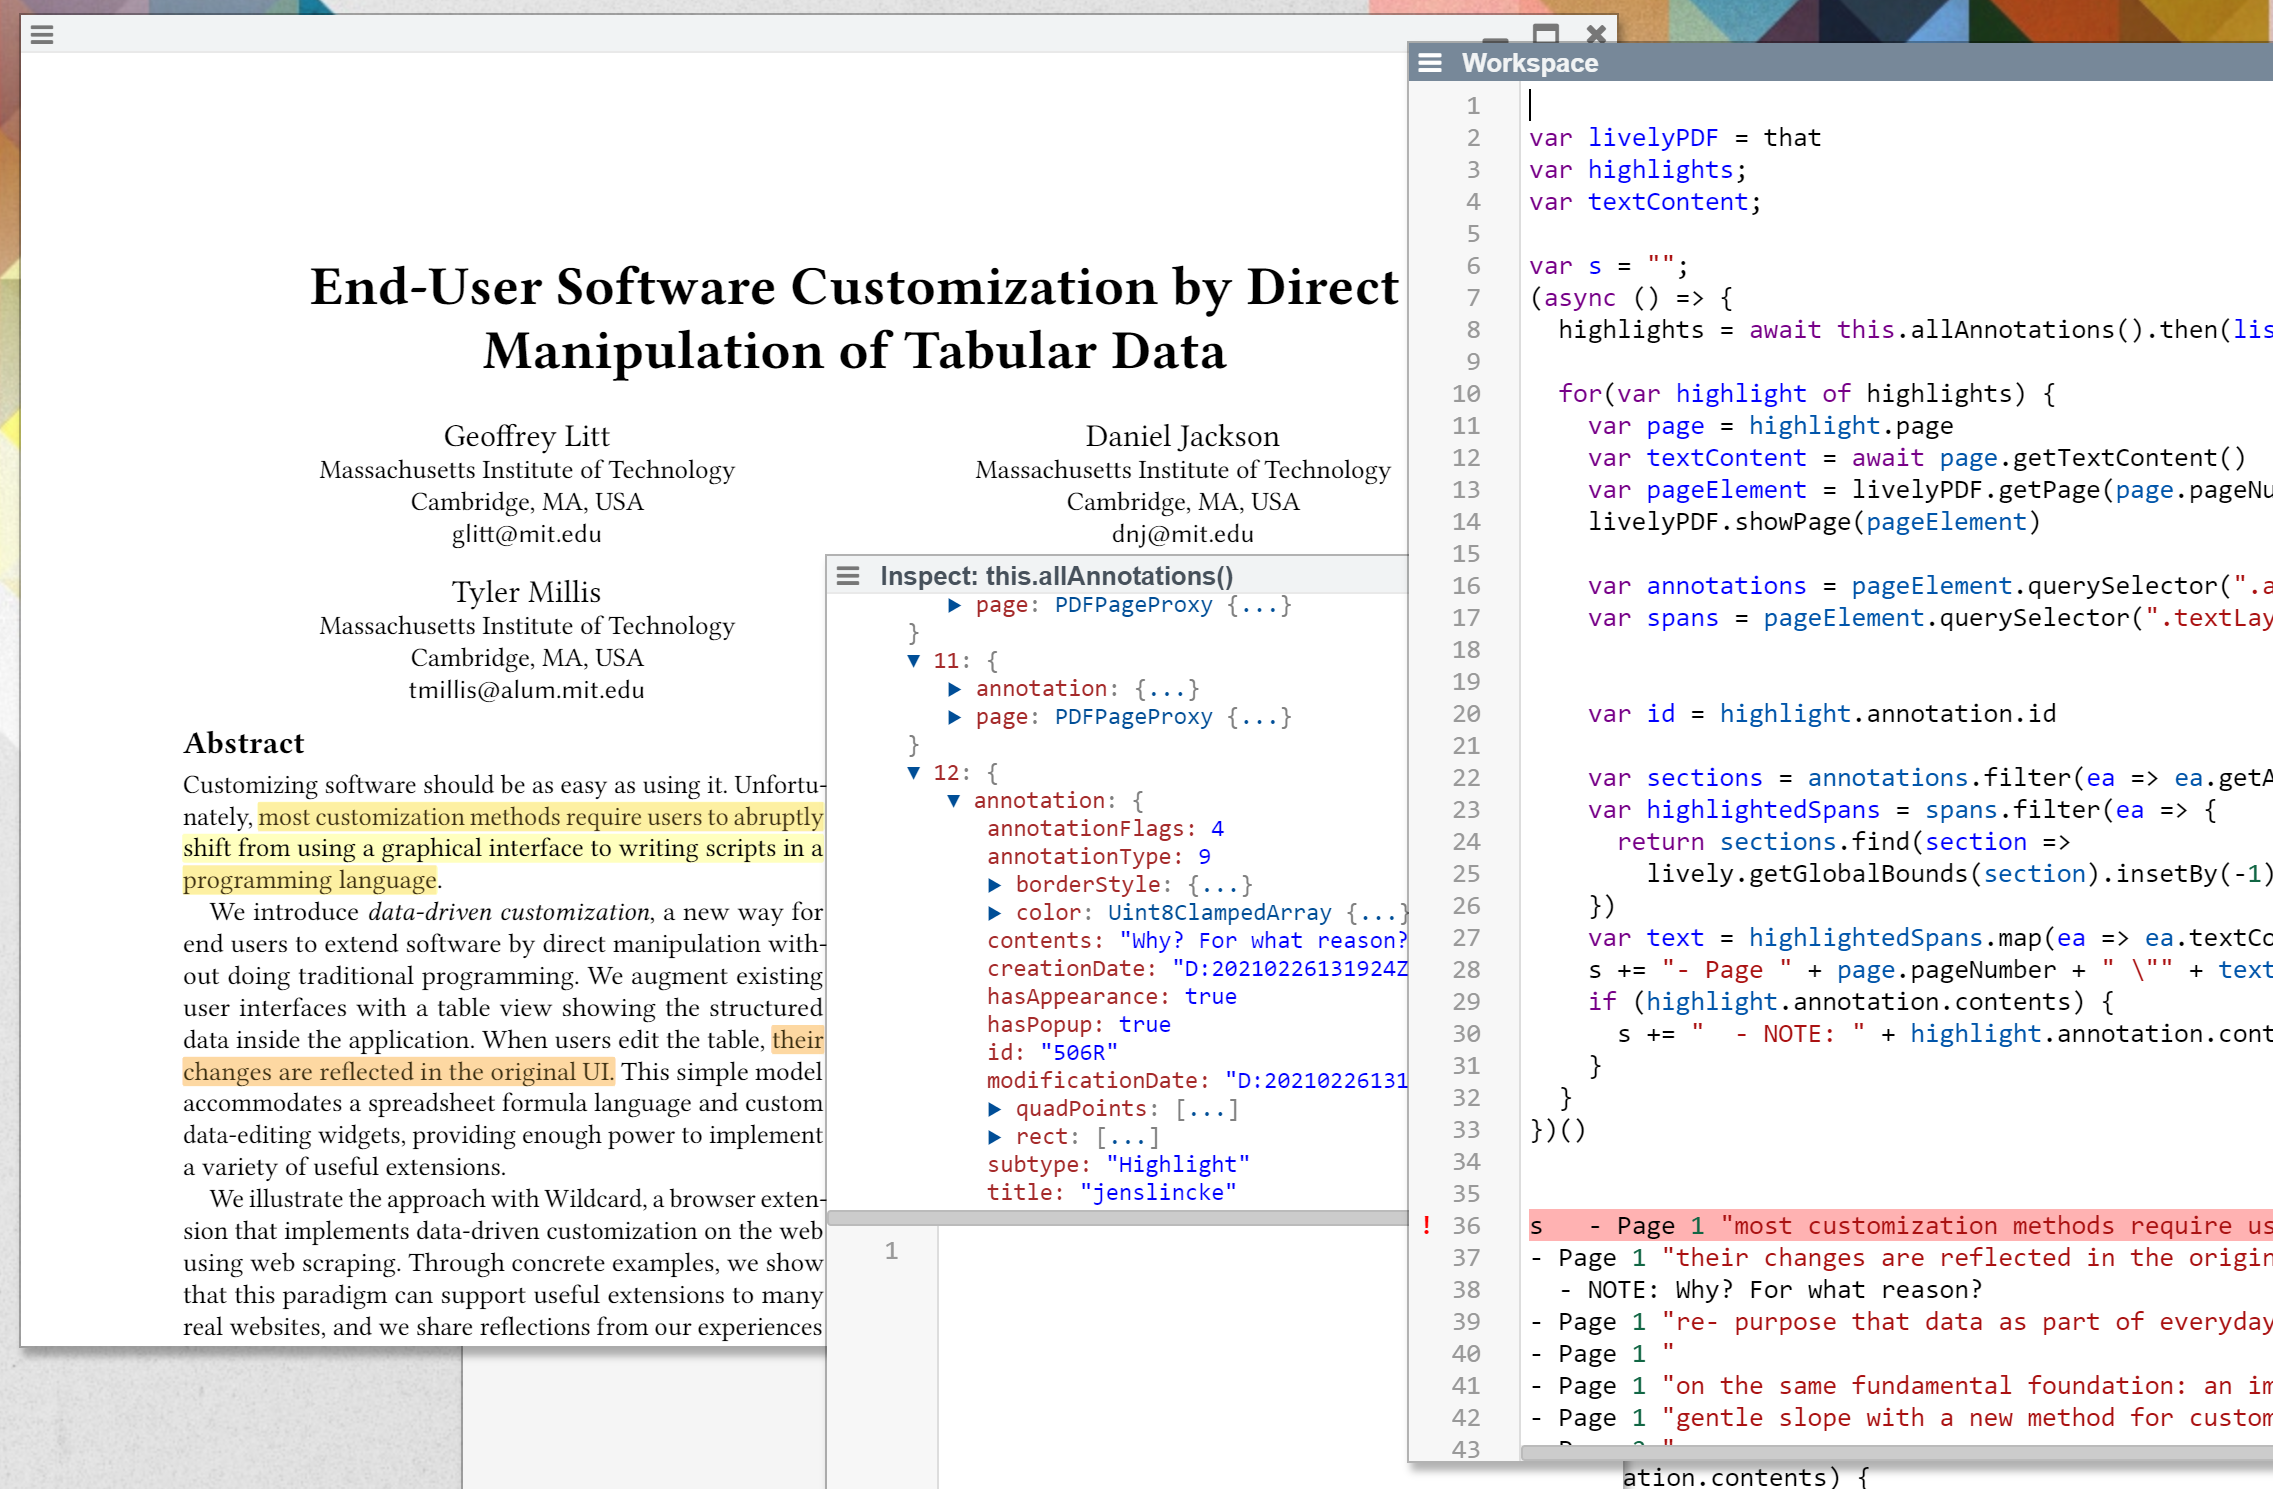 End-User Software Customization by Direct
Manipulation of Tabular Data
Geoffrey Litt
Massachusetts Institute of Technology
Cambridge, MA, USA
glitt@mit.edu
Daniel Jackson
Massachusetts Institute of Technology
Cambridge, MA, USA
dnj@mit.edu
Tyler Millis
Massachusetts Institute of Technology
Cambridge, MA, USA
tmillis@alum.mit.edu
Abstract
Customizing software should be as easy as using it. Unfortu-
nately, most customization methods require users to abruptly
shift from using a graphical interface to writing scripts in a
programming language.
We introduce data-driven customization, a new way for
end users to extend software by direct manipulation with-
out doing traditional programming. We augment existing
user interfaces with a table view showing the structured
data inside the application. When users edit the table, their
changes are reflected in the original UI. This simple model
accommodates a spreadsheet formula language and custom
data-editing widgets, providing enough power to implement
a variety of useful extensions.
We illustrate the approach with Wildcard, a browser exten-
sion that implements data-driven customization on the web
using web scraping. Through concrete examples, we show
that this paradigm can support useful extensions to many
real websites, and we share reflections from our experiences
Inspect: this.allAnnotations()
▶ page: PDFPageProxy {...}
}
▼ 11: {
▶ annotation: {...}
▶ page: PDFPageProxy {...}
}
▼ 12: {
▼ annotation: {
annotationFlags: 4
annotationType: 9
▶ borderStyle: {...}
▶ color: Uint8ClampedArray {...}
contents: "Why? For what reason?
creationDate: "D:20210226131924Z
hasAppearance: true
hasPopup: true
id: "506R"
modificationDate: "D:20210226131
▶ quadPoints: [...]
▶ rect: [...]
subtype: "Highlight"
title: "jenslincke"
1
Workspace
1
2 var livelyPDF = that
3 var highlights;
4 var textContent;
5
6 var s = "";
7 (async () => {
8 highlights = await this.allAnnotations().then(lis
9
10 for(var highlight of highlights) {
11 var page = highlight.page
12 var textContent = await page.getTextContent()
13 var pageElement = livelyPDF.getPage(page.pageNu
14 livelyPDF.showPage(pageElement)
15
16 var annotations = pageElement.querySelector(".a
17 var spans = pageElement.querySelector(".textLay
18
19
20 var id = highlight.annotation.id
21
22 var sections = annotations.filter(ea => ea.getA
23 var highlightedSpans = spans.filter(ea => {
24 return sections.find(section =>
25 lively.getGlobalBounds(section).insetBy(-1)
26 })
27 var text = highlightedSpans.map(ea => ea.textCo
28 s += "- Page " + page.pageNumber + " \"" + text
29 if (highlight.annotation.contents) {
30 s += "  - NOTE: " + highlight.annotation.cont
31 }
32 }
33 })()
34
35
! 36 s - Page 1 "most customization methods require us
37 - Page 1 "their changes are reflected in the origin
38 - NOTE: Why? For what reason?
39 - Page 1 "re- purpose that data as part of everyday
40 - Page 1 "
41 - Page 1 "on the same fundamental foundation: an im
42 - Page 1 "gentle slope with a new method for custom
43
ation.contents) {